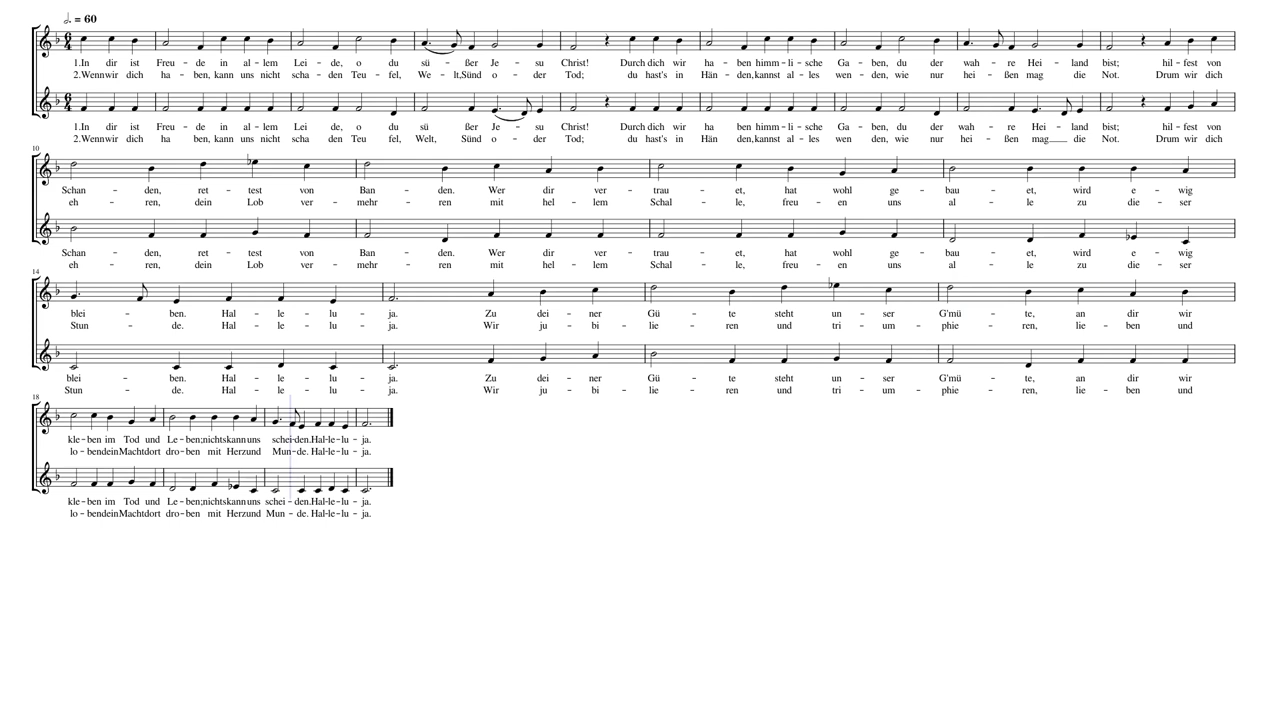 = 60
1.In dir ist Freu - de in al - lem Lei - de, o du sü - ßer Je - su Christ! Durch dich wir ha - ben himm - li - sche Ga - ben, du der wah - re Hei - land bist; hil - fest von
2.Wenn wir dich ha - ben, kann uns nicht scha - den Teu - fel, We - lt,Sünd o - der Tod; du hast's in Hän - den,kannst al - les wen - den, wie nur hei - ßen mag die Not. Drum wir dich
1.In dir ist Freu - de in al - lem Lei de, o du sü ßer Je - su Christ! Durch dich wir ha ben himm - li - sche Ga - ben, du der wah - re Hei - land bist; hil - fest von
2.Wenn wir dich ha - ben, kann uns nicht scha den Teu fel, Welt, Sünd o - der Tod; du hast's in Hän den,kannst al - les wen - den, wie nur hei - ßen mag___ die Not. Drum wir dich
10
Schan - den, ret - test von Ban - den. Wer dir ver - trau - et, hat wohl ge - bau - et, wird e - wig
eh - ren, dein Lob ver - mehr - ren mit hel - lem Schal - le, freu - en uns al - le zu die - ser
Schan - den, ret - test von Ban - den. Wer dir ver - trau - et, hat wohl ge - bau - et, wird e - wig
eh - ren, dein Lob ver - mehr - ren mit hel - lem Schal - le, freu - en uns al - le zu die - ser
14
blei - ben. Hal - le - lu - ja. Zu dei - ner Gü - te steht un - ser G'mü - te, an dir wir
Stun - de. Hal - le - lu - ja. Wir ju - bi - lie - ren und tri - um - phie - ren, lie - ben und
blei - ben. Hal - le - lu - ja. Zu dei - ner Gü - te steht un - ser G'mü - te, an dir wir
Stun - de. Hal - le - lu - ja. Wir ju - bi - lie - ren und tri - um - phie - ren, lie - ben und
18
kle - ben im Tod und Le - ben;nichts kann uns schei - den.Hal - le - lu - ja.
lo - ben dein Macht dort dro - ben mit Herz und Mun - de. Hal - le - lu - ja.
kle - ben im Tod und Le - ben;nichts kann uns schei - den.Hal - le - lu - ja.
lo - ben dein Macht dort dro - ben mit Herz und Mun - de. Hal - le - lu - ja.